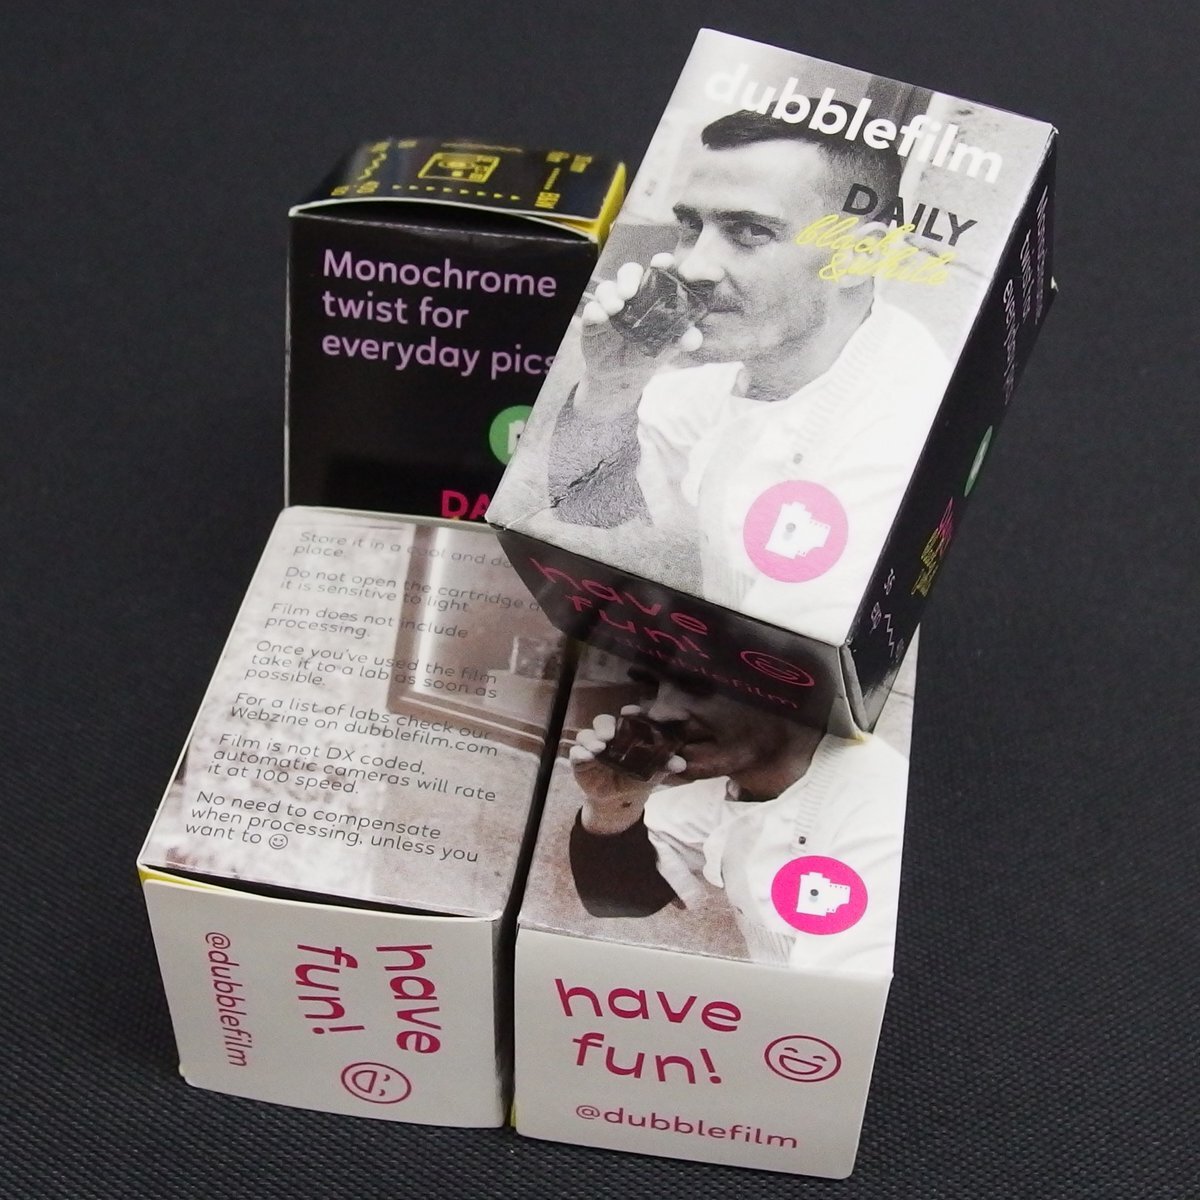 dubblefilm
DAILY
black
&white
Monochrome
twist for
everyday pics
DA
have
fun!
dubblefilm
Store it in a cool and
place.
Do not open the cartridge
it is sensitive to light
Film does not include
processing.
Once you've used the film
take it to a lab as soon as
possible.
For a list of labs check our
Webzine on dubblefilm.com
Film is not DX coded,
automatic cameras will rate
it at 100 speed.
No need to compensate
when processing, unless you
want to ☺
have
fun!
@dubblefilm
have
fun!
@dubblefilm